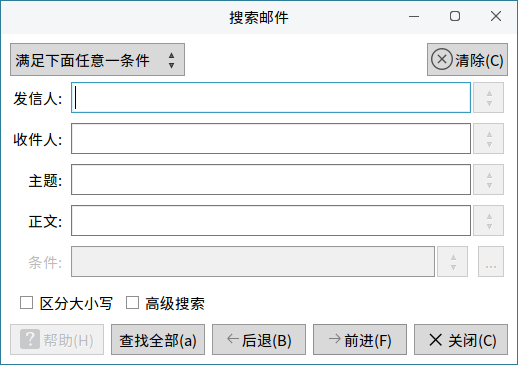 搜索邮件
满足下面任意一条件
清除(C)
发信人:
收件人:
主题:
正文:
条件:
...
区分大小写 高级搜索
帮助(H) 查找全部(a) 后退(B) 前进(F) 关闭(C)